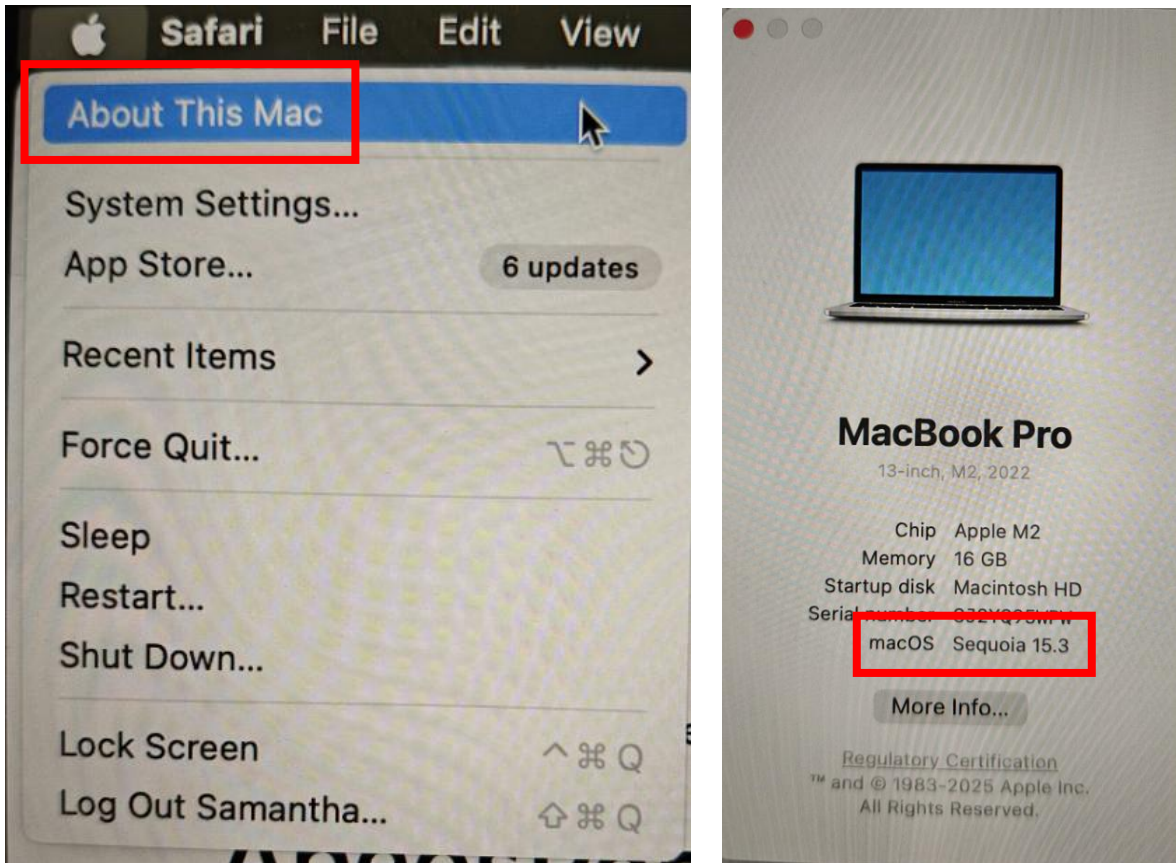 Safari File Edit View
About This Mac
System Settings...
App Store... 6 updates
Recent Items
Force Quit... ⌥⌘⎋
Sleep
Restart...
Shut Down...
Lock Screen ^⌘Q
Log Out Samantha... ⇧⌘Q
MacBook Pro
13-inch, M2, 2022
Chip Apple M2
Memory 16 GB
Startup disk Macintosh HD
Serial number
macOS Sequoia 15.3
More Info...
Regulatory Certification
™ and © 1983-2025 Apple Inc.
All Rights Reserved.